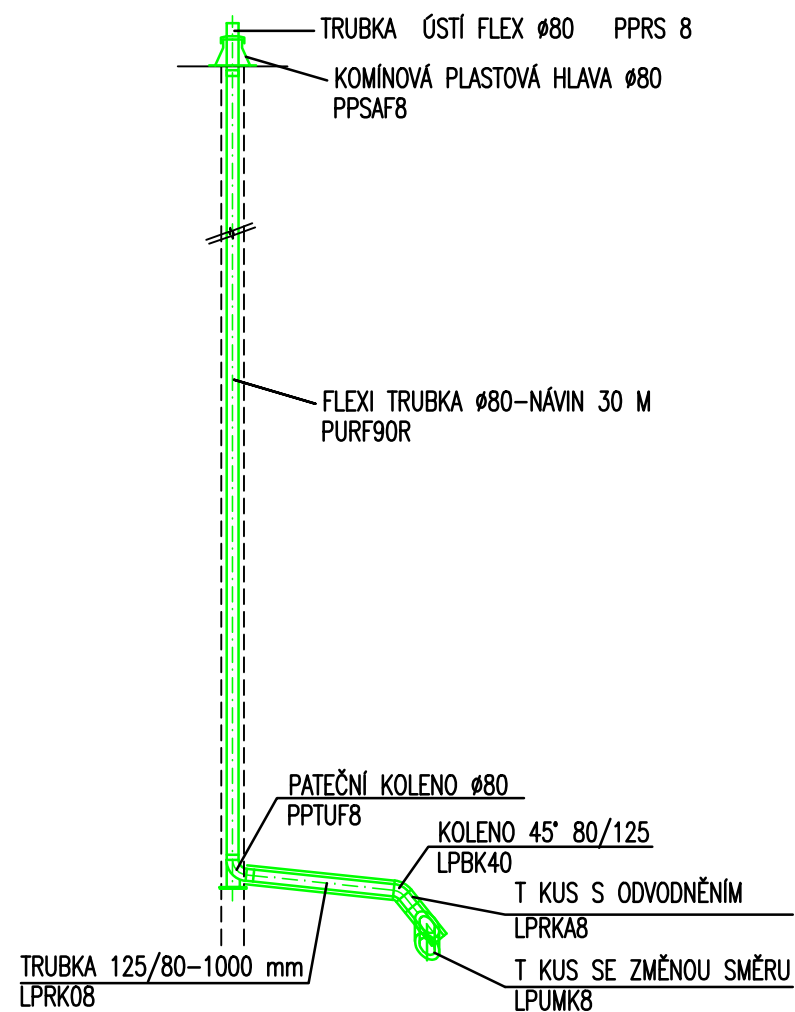 TRUBKA ÚSTÍ FLEX ø80 PPRS 8
KOMÍNOVÁ PLASTOVÁ HLAVA ø80
PPSAF8
FLEXI TRUBKA ø80-NÁVIN 30 M
PURF90R
PATEČNÍ KOLENO ø80
PPTUF8
KOLENO 45° 80/125
LPBK40
T KUS S ODVODNĚNÍM
LPRKA8
TRUBKA 125/80-1000 mm
LPRK08
T KUS SE ZMĚNOU SMĚRU
LPUMK8